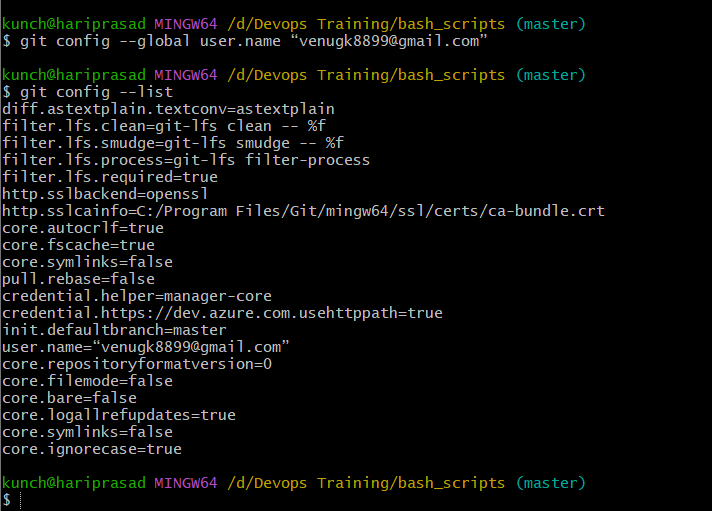 kunch@hariprasad MINGW64 /d/Devops Training/bash_scripts (master)
$ git config --global user.name “venugk8899@gmail.com”
kunch@hariprasad MINGW64 /d/Devops Training/bash_scripts (master)
$ git config --list
diff.astextplain.textconv=astextplain
filter.lfs.clean=git-lfs clean -- %f
filter.lfs.smudge=git-lfs smudge -- %f
filter.lfs.process=git-lfs filter-process
filter.lfs.required=true
http.sslbackend=openssl
http.sslcainfo=C:/Program Files/Git/mingw64/ssl/certs/ca-bundle.crt
core.autocrlf=true
core.fscache=true
core.symlinks=false
pull.rebase=false
credential.helper=manager-core
credential.https://dev.azure.com.usehttppath=true
init.defaultbranch=master
user.name=“venugk8899@gmail.com”
core.repositoryformatversion=0
core.filemode=false
core.bare=false
core.logallrefupdates=true
core.symlinks=false
core.ignorecase=true
kunch@hariprasad MINGW64 /d/Devops Training/bash_scripts (master)
$